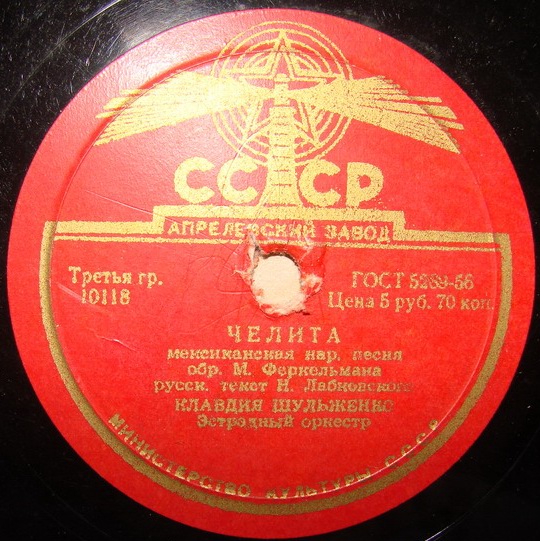 СССР
АПРЕЛЕВСКИЙ ЗАВОД
Третья гр.
10118
ГОСТ 5289-56
Цена 5 руб. 70 коп.
ЧЕЛИТА
мексиканская нар. песня
обр. М. Феркельмана
русск. текст Н. Лабковского
КЛАВДИЯ ШУЛЬЖЕНКО
Эстрадный оркестр
МИНИСТЕРСТВО КУЛЬТУРЫ СССР